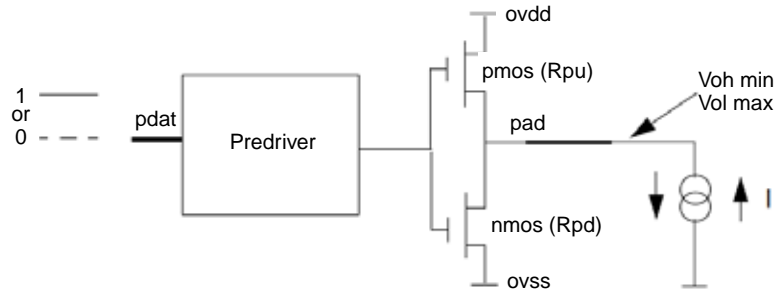 ovdd
pmos (Rpu)
1
or
0
pdat
Predriver
pad
Voh min
Vol max
I
nmos (Rpd)
ovss